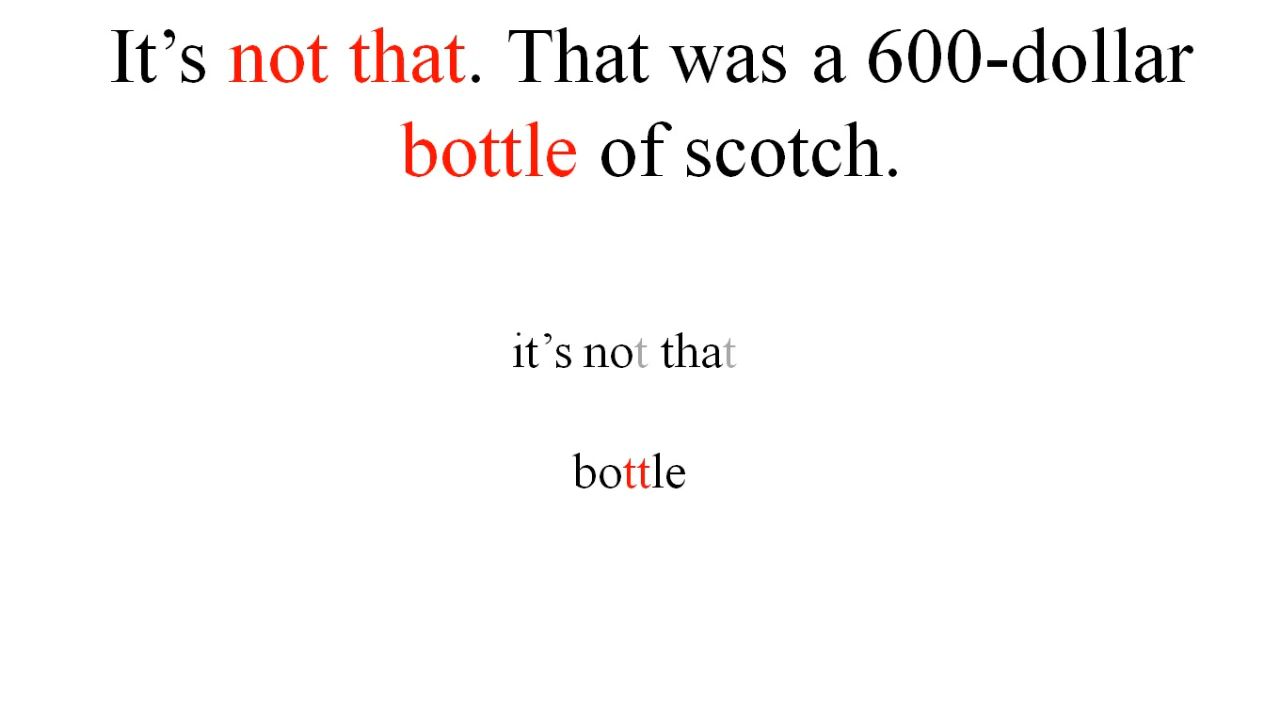 It’s not that. That was a 600-dollar
bottle of scotch.
it’s not that
bottle